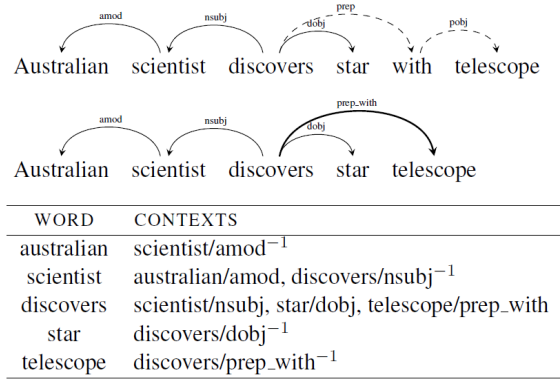 prep
amod nsubj dobj pobj
Australian scientist discovers star with telescope
prep_with
amod nsubj dobj
Australian scientist discovers star telescope
WORD CONTEXTS
australian scientist/amod⁻¹
scientist australian/amod, discovers/nsubj⁻¹
discovers scientist/nsubj, star/dobj, telescope/prep_with
star discovers/dobj⁻¹
telescope discovers/prep_with⁻¹